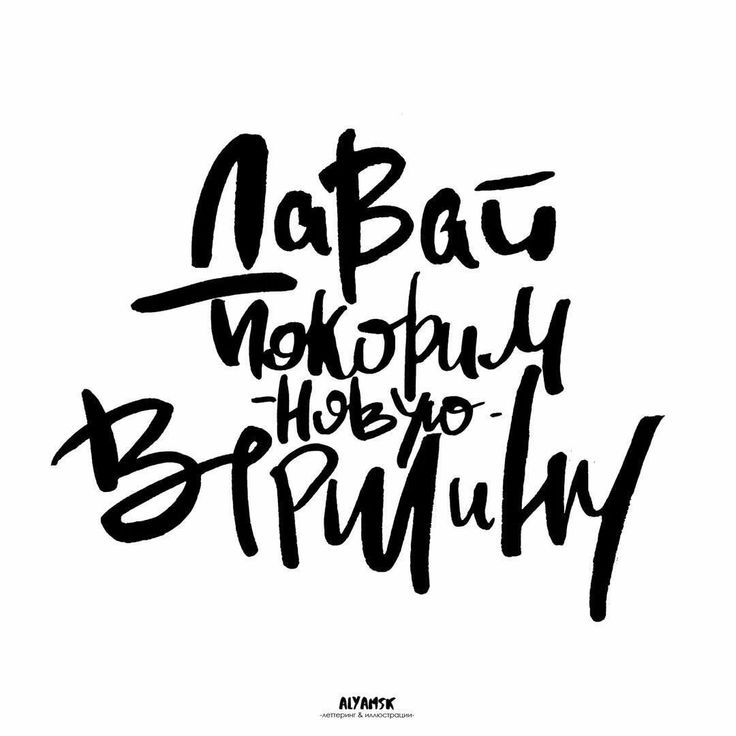 Давай
покорим
-новую-
Вершину
ALYAMSK
-леттеринг & иллюстрации-